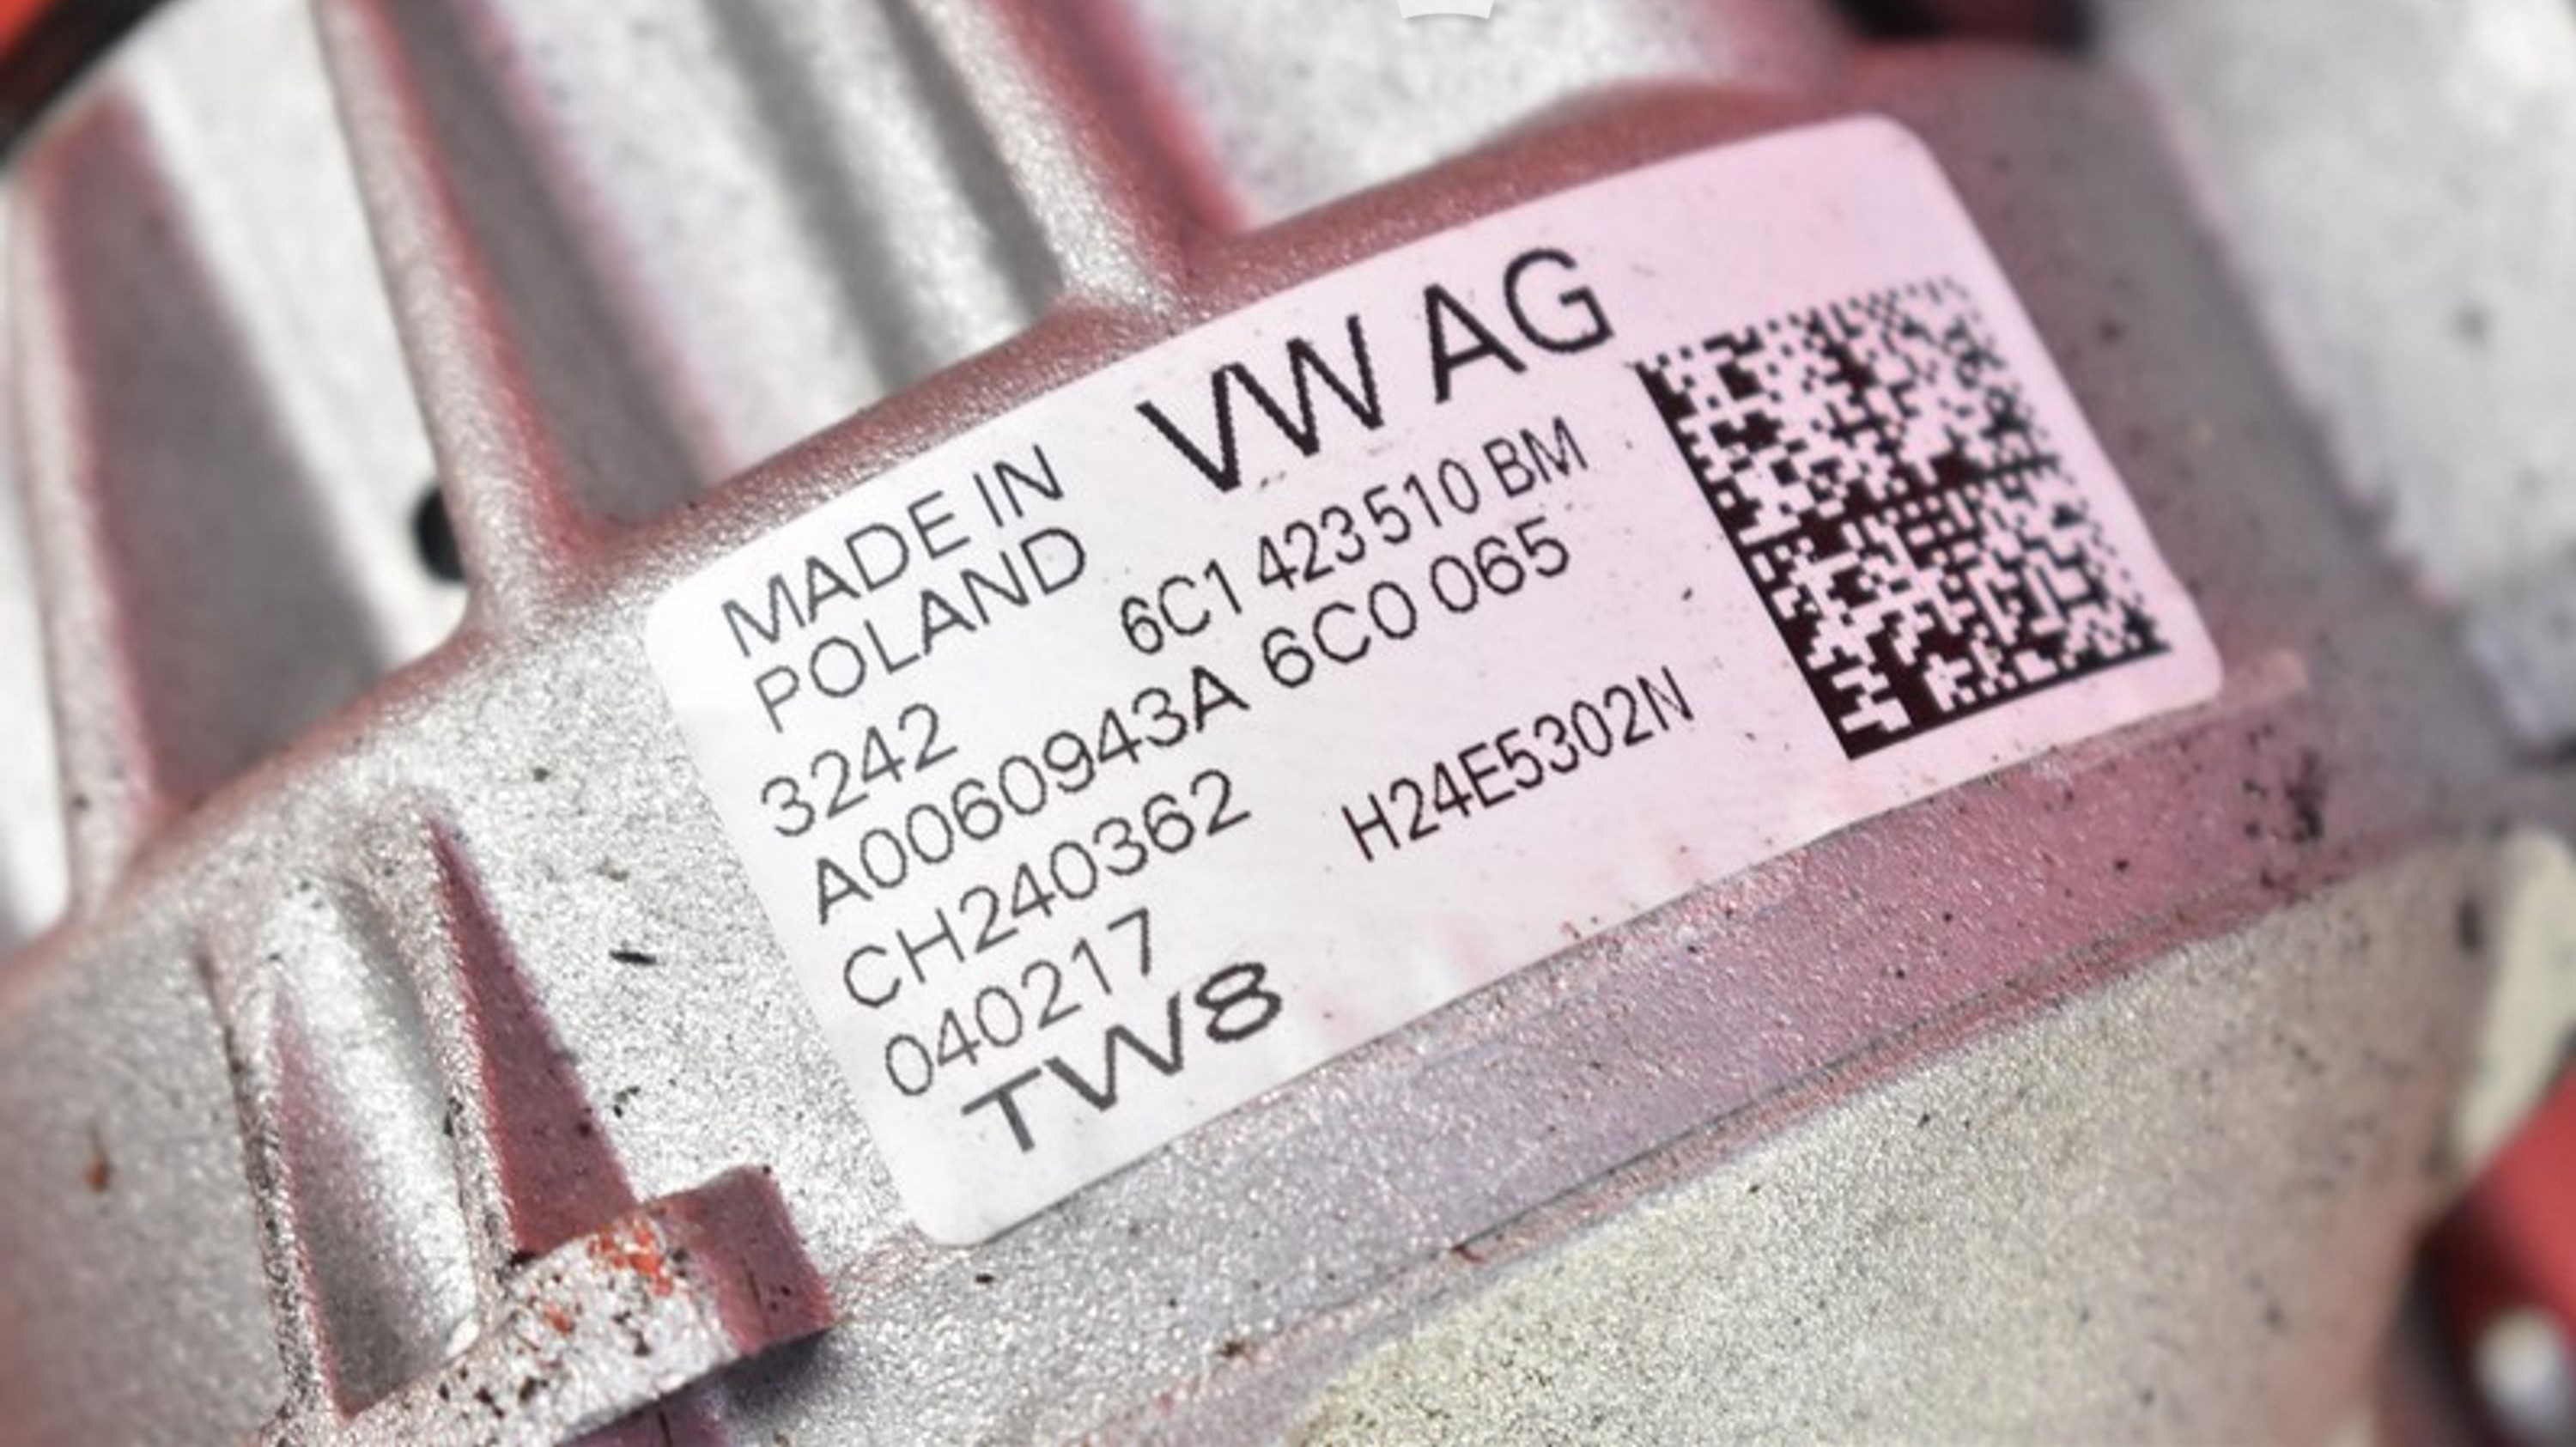 MADE IN
POLAND
VW AG
6C1 423 510 BM
3242
A0060943A 6C0 065
CH240362
H24E5302N
040217
TW8